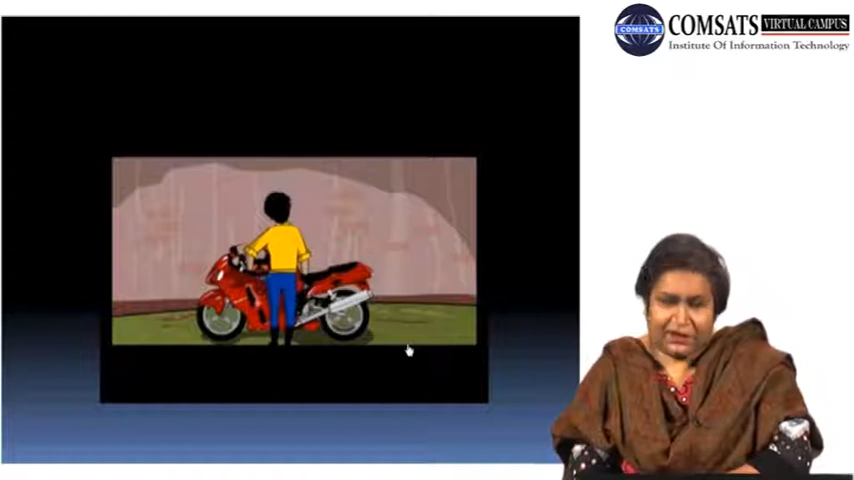 COMSATS VIRTUAL CAMPUS
COMSATS
Institute Of Information Technology